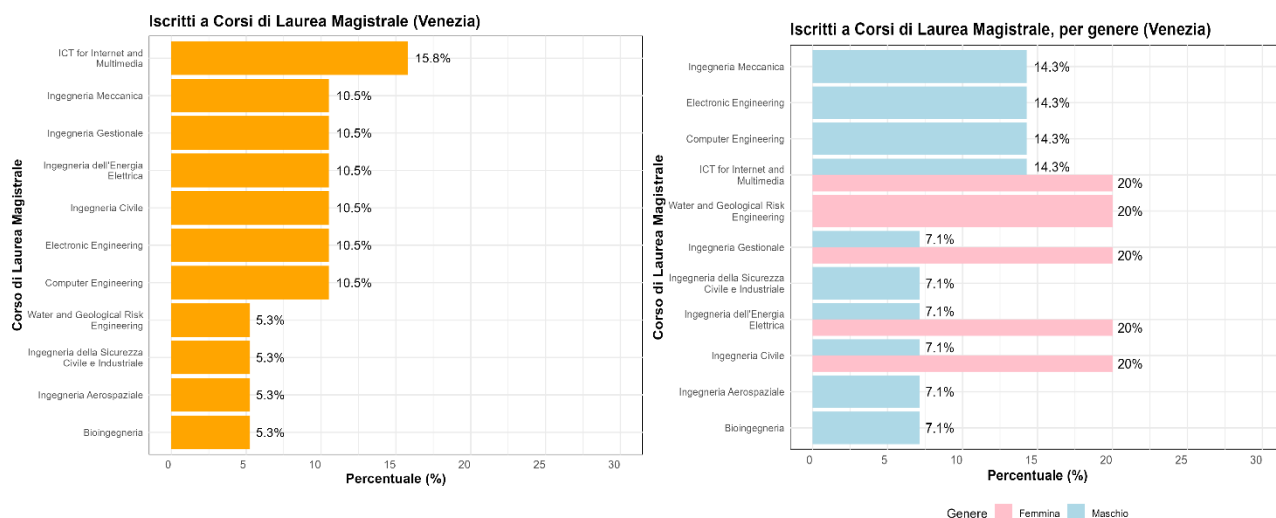 Iscritti a Corsi di Laurea Magistrale (Venezia)
Corso di Laurea Magistrale
ICT for Internet and
Multimedia
15.8%
Ingegneria Meccanica
10.5%
Ingegneria Gestionale
10.5%
Ingegneria dell'Energia
Elettrica
10.5%
Ingegneria Civile
10.5%
Electronic Engineering
10.5%
Computer Engineering
10.5%
Water and Geological Risk
Engineering
5.3%
Ingegneria della Sicurezza
Civile e Industriale
5.3%
Ingegneria Aerospaziale
5.3%
Bioingegneria
5.3%
0 5 10 15 20 25 30
Percentuale (%)
Iscritti a Corsi di Laurea Magistrale, per genere (Venezia)
Corso di Laurea Magistrale
Ingegneria Meccanica
14.3%
Electronic Engineering
14.3%
Computer Engineering
14.3%
ICT for Internet and
Multimedia
14.3%
20%
Water and Geological Risk
Engineering
20%
Ingegneria Gestionale
7.1%
20%
Ingegneria della Sicurezza
Civile e Industriale
7.1%
Ingegneria dell'Energia
Elettrica
7.1%
20%
Ingegneria Civile
7.1%
20%
Ingegneria Aerospaziale
7.1%
Bioingegneria
7.1%
0 5 10 15 20 25 30
Percentuale (%)
Genere Femmina Maschio